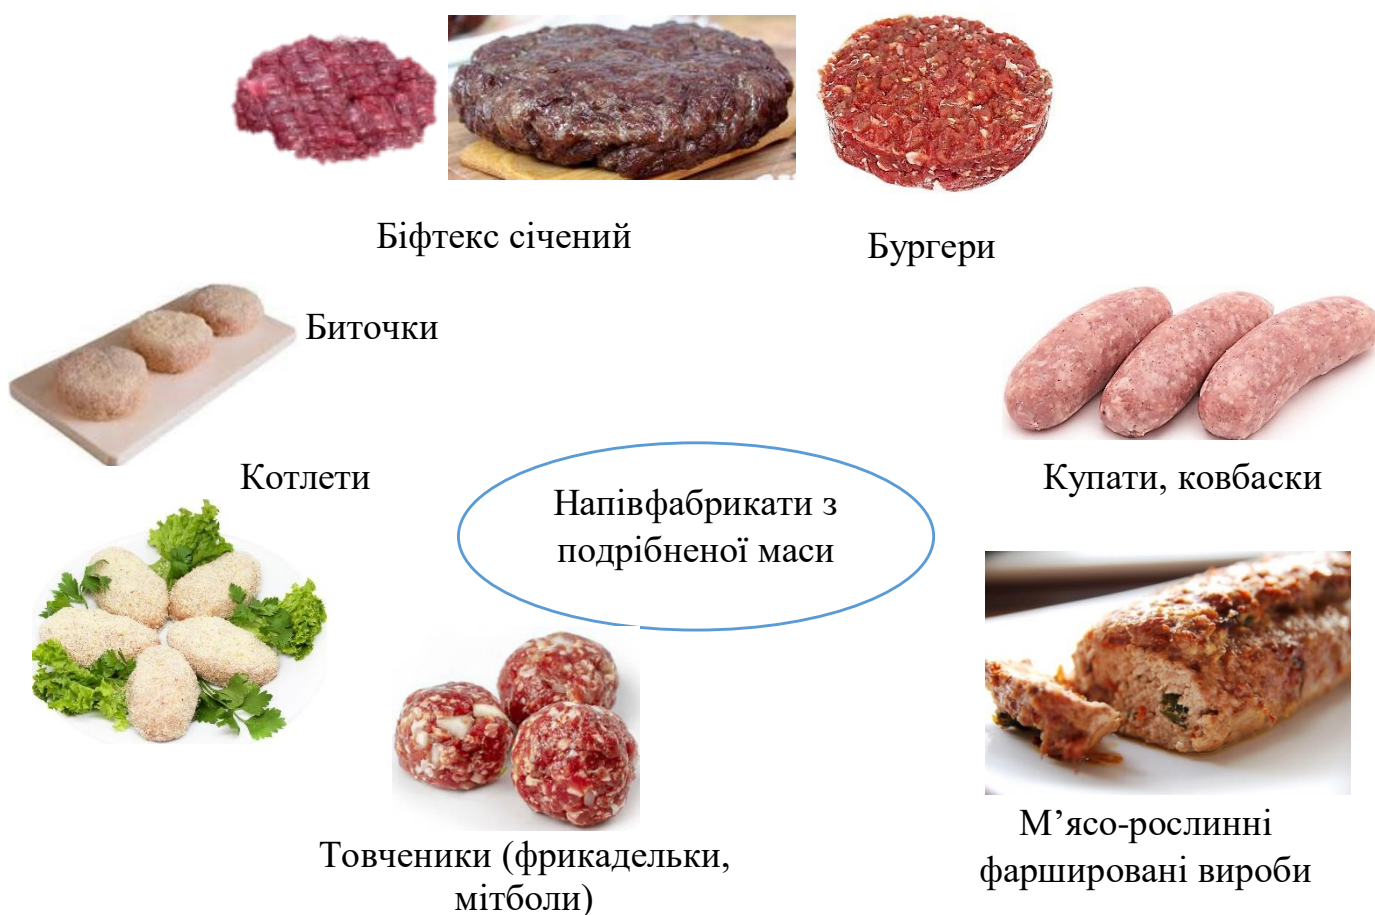 Біфтекс січений
Бургери
Биточки
Котлети
Купати, ковбаски
Напівфабрикати з
подрібненої маси
Товченики (фрикадельки,
мітболи)
М’ясо-рослинні
фаршировані вироби